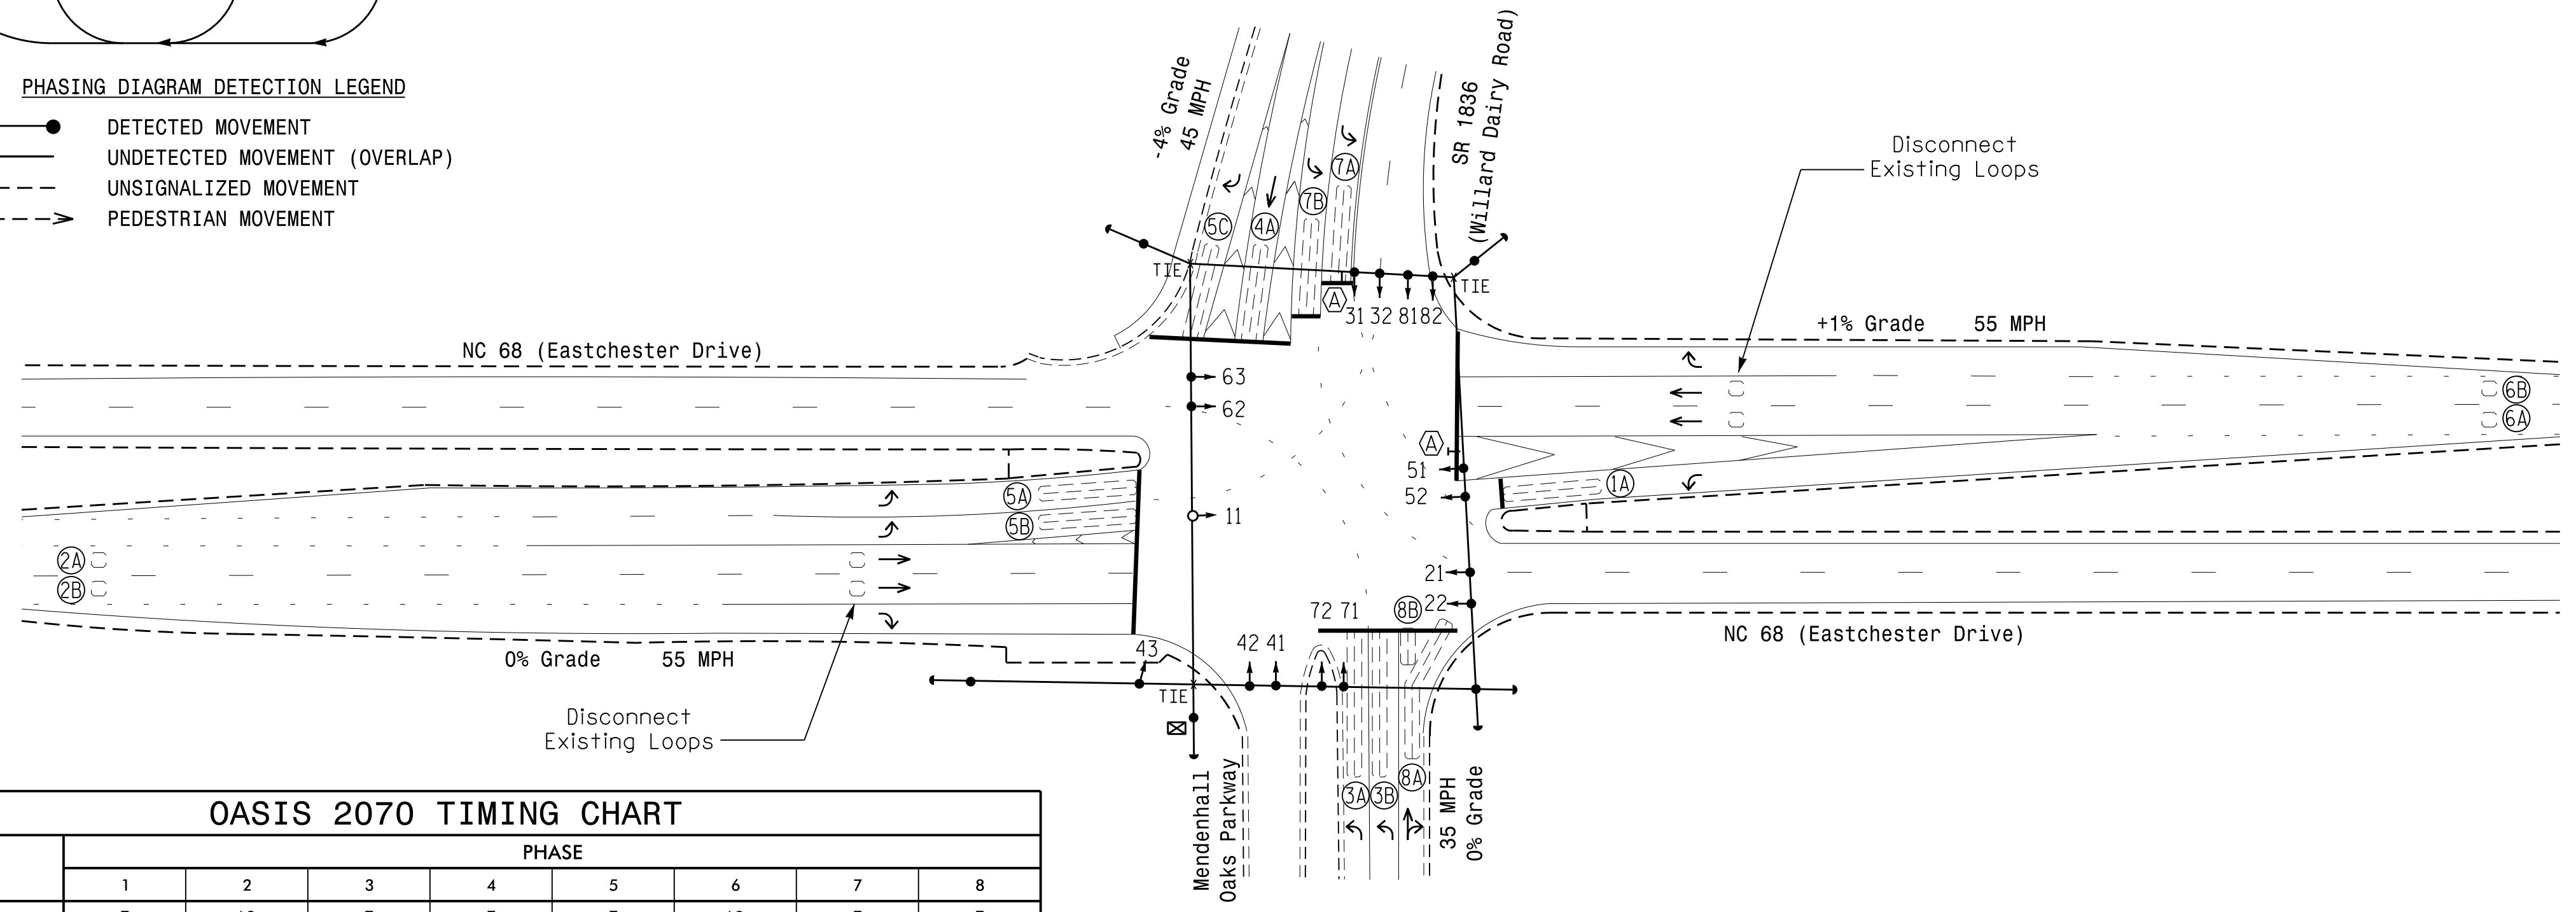 PHASING DIAGRAM DETECTION LEGEND
DETECTED MOVEMENT
UNDETECTED MOVEMENT (OVERLAP)
UNSIGNALIZED MOVEMENT
PEDESTRIAN MOVEMENT
-4% Grade
45 MPH
SR 1836
(Willard Dairy Road)
Disconnect
Existing Loops
7A
7B
5C
4A
TIE
TIE
A
31 32 8182
NC 68 (Eastchester Drive)
+1% Grade 55 MPH
63
62
6B
6A
A
51
52
1A
5A
5B
11
2A
2B
21
22
8B
72 71
NC 68 (Eastchester Drive)
43
42 41
0% Grade 55 MPH
TIE
Disconnect
Existing Loops
3A
3B
8A
Mendenhall
Oaks Parkway
35 MPH
0% Grade
OASIS 2070 TIMING CHART
PHASE
1 2 3 4 5 6 7 8